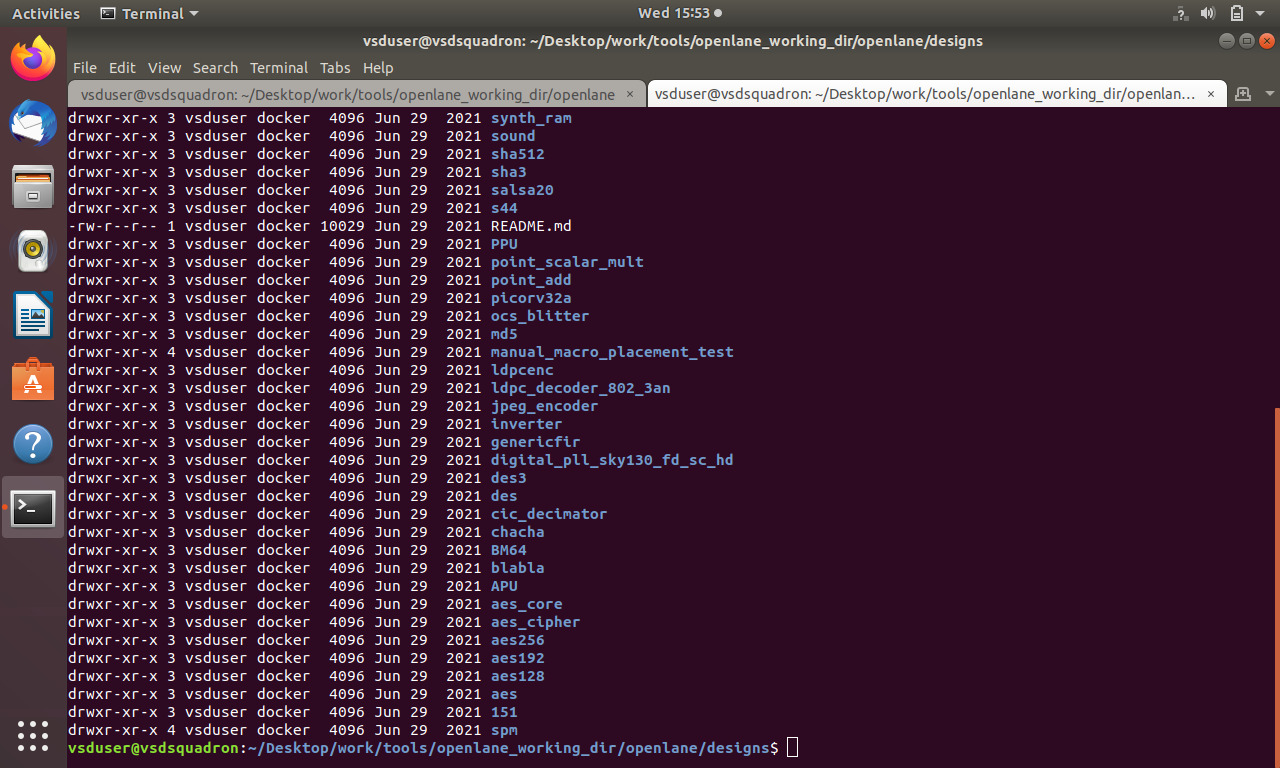 Activities Terminal Wed 15:53
vsduser@vsdsquadron: ~/Desktop/work/tools/openlane_working_dir/openlane/designs
File Edit View Search Terminal Tabs Help
vsduser@vsdsquadron: ~/Desktop/work/tools/openlane_working_dir/openlane × vsduser@vsdsquadron: ~/Desktop/work/tools/openlane_working_dir/openlan... ×
drwxr-xr-x 3 vsduser docker  4096 Jun 29  2021 synth_ram
drwxr-xr-x 3 vsduser docker  4096 Jun 29  2021 sound
drwxr-xr-x 3 vsduser docker  4096 Jun 29  2021 sha512
drwxr-xr-x 3 vsduser docker  4096 Jun 29  2021 sha3
drwxr-xr-x 3 vsduser docker  4096 Jun 29  2021 salsa20
drwxr-xr-x 3 vsduser docker  4096 Jun 29  2021 s44
-rw-r--r-- 1 vsduser docker 10029 Jun 29  2021 README.md
drwxr-xr-x 3 vsduser docker  4096 Jun 29  2021 PPU
drwxr-xr-x 3 vsduser docker  4096 Jun 29  2021 point_scalar_mult
drwxr-xr-x 3 vsduser docker  4096 Jun 29  2021 point_add
drwxr-xr-x 3 vsduser docker  4096 Jun 29  2021 picorv32a
drwxr-xr-x 3 vsduser docker  4096 Jun 29  2021 ocs_blitter
drwxr-xr-x 3 vsduser docker  4096 Jun 29  2021 md5
drwxr-xr-x 4 vsduser docker  4096 Jun 29  2021 manual_macro_placement_test
drwxr-xr-x 3 vsduser docker  4096 Jun 29  2021 ldpcenc
drwxr-xr-x 3 vsduser docker  4096 Jun 29  2021 ldpc_decoder_802_3an
drwxr-xr-x 3 vsduser docker  4096 Jun 29  2021 jpeg_encoder
drwxr-xr-x 3 vsduser docker  4096 Jun 29  2021 inverter
drwxr-xr-x 3 vsduser docker  4096 Jun 29  2021 genericfir
drwxr-xr-x 3 vsduser docker  4096 Jun 29  2021 digital_pll_sky130_fd_sc_hd
drwxr-xr-x 3 vsduser docker  4096 Jun 29  2021 des3
drwxr-xr-x 3 vsduser docker  4096 Jun 29  2021 des
drwxr-xr-x 3 vsduser docker  4096 Jun 29  2021 cic_decimator
drwxr-xr-x 3 vsduser docker  4096 Jun 29  2021 chacha
drwxr-xr-x 3 vsduser docker  4096 Jun 29  2021 BM64
drwxr-xr-x 3 vsduser docker  4096 Jun 29  2021 blabla
drwxr-xr-x 3 vsduser docker  4096 Jun 29  2021 APU
drwxr-xr-x 3 vsduser docker  4096 Jun 29  2021 aes_core
drwxr-xr-x 3 vsduser docker  4096 Jun 29  2021 aes_cipher
drwxr-xr-x 3 vsduser docker  4096 Jun 29  2021 aes256
drwxr-xr-x 3 vsduser docker  4096 Jun 29  2021 aes192
drwxr-xr-x 3 vsduser docker  4096 Jun 29  2021 aes128
drwxr-xr-x 3 vsduser docker  4096 Jun 29  2021 aes
drwxr-xr-x 3 vsduser docker  4096 Jun 29  2021 151
drwxr-xr-x 4 vsduser docker  4096 Jun 29  2021 spm
vsduser@vsdsquadron:~/Desktop/work/tools/openlane_working_dir/openlane/designs$